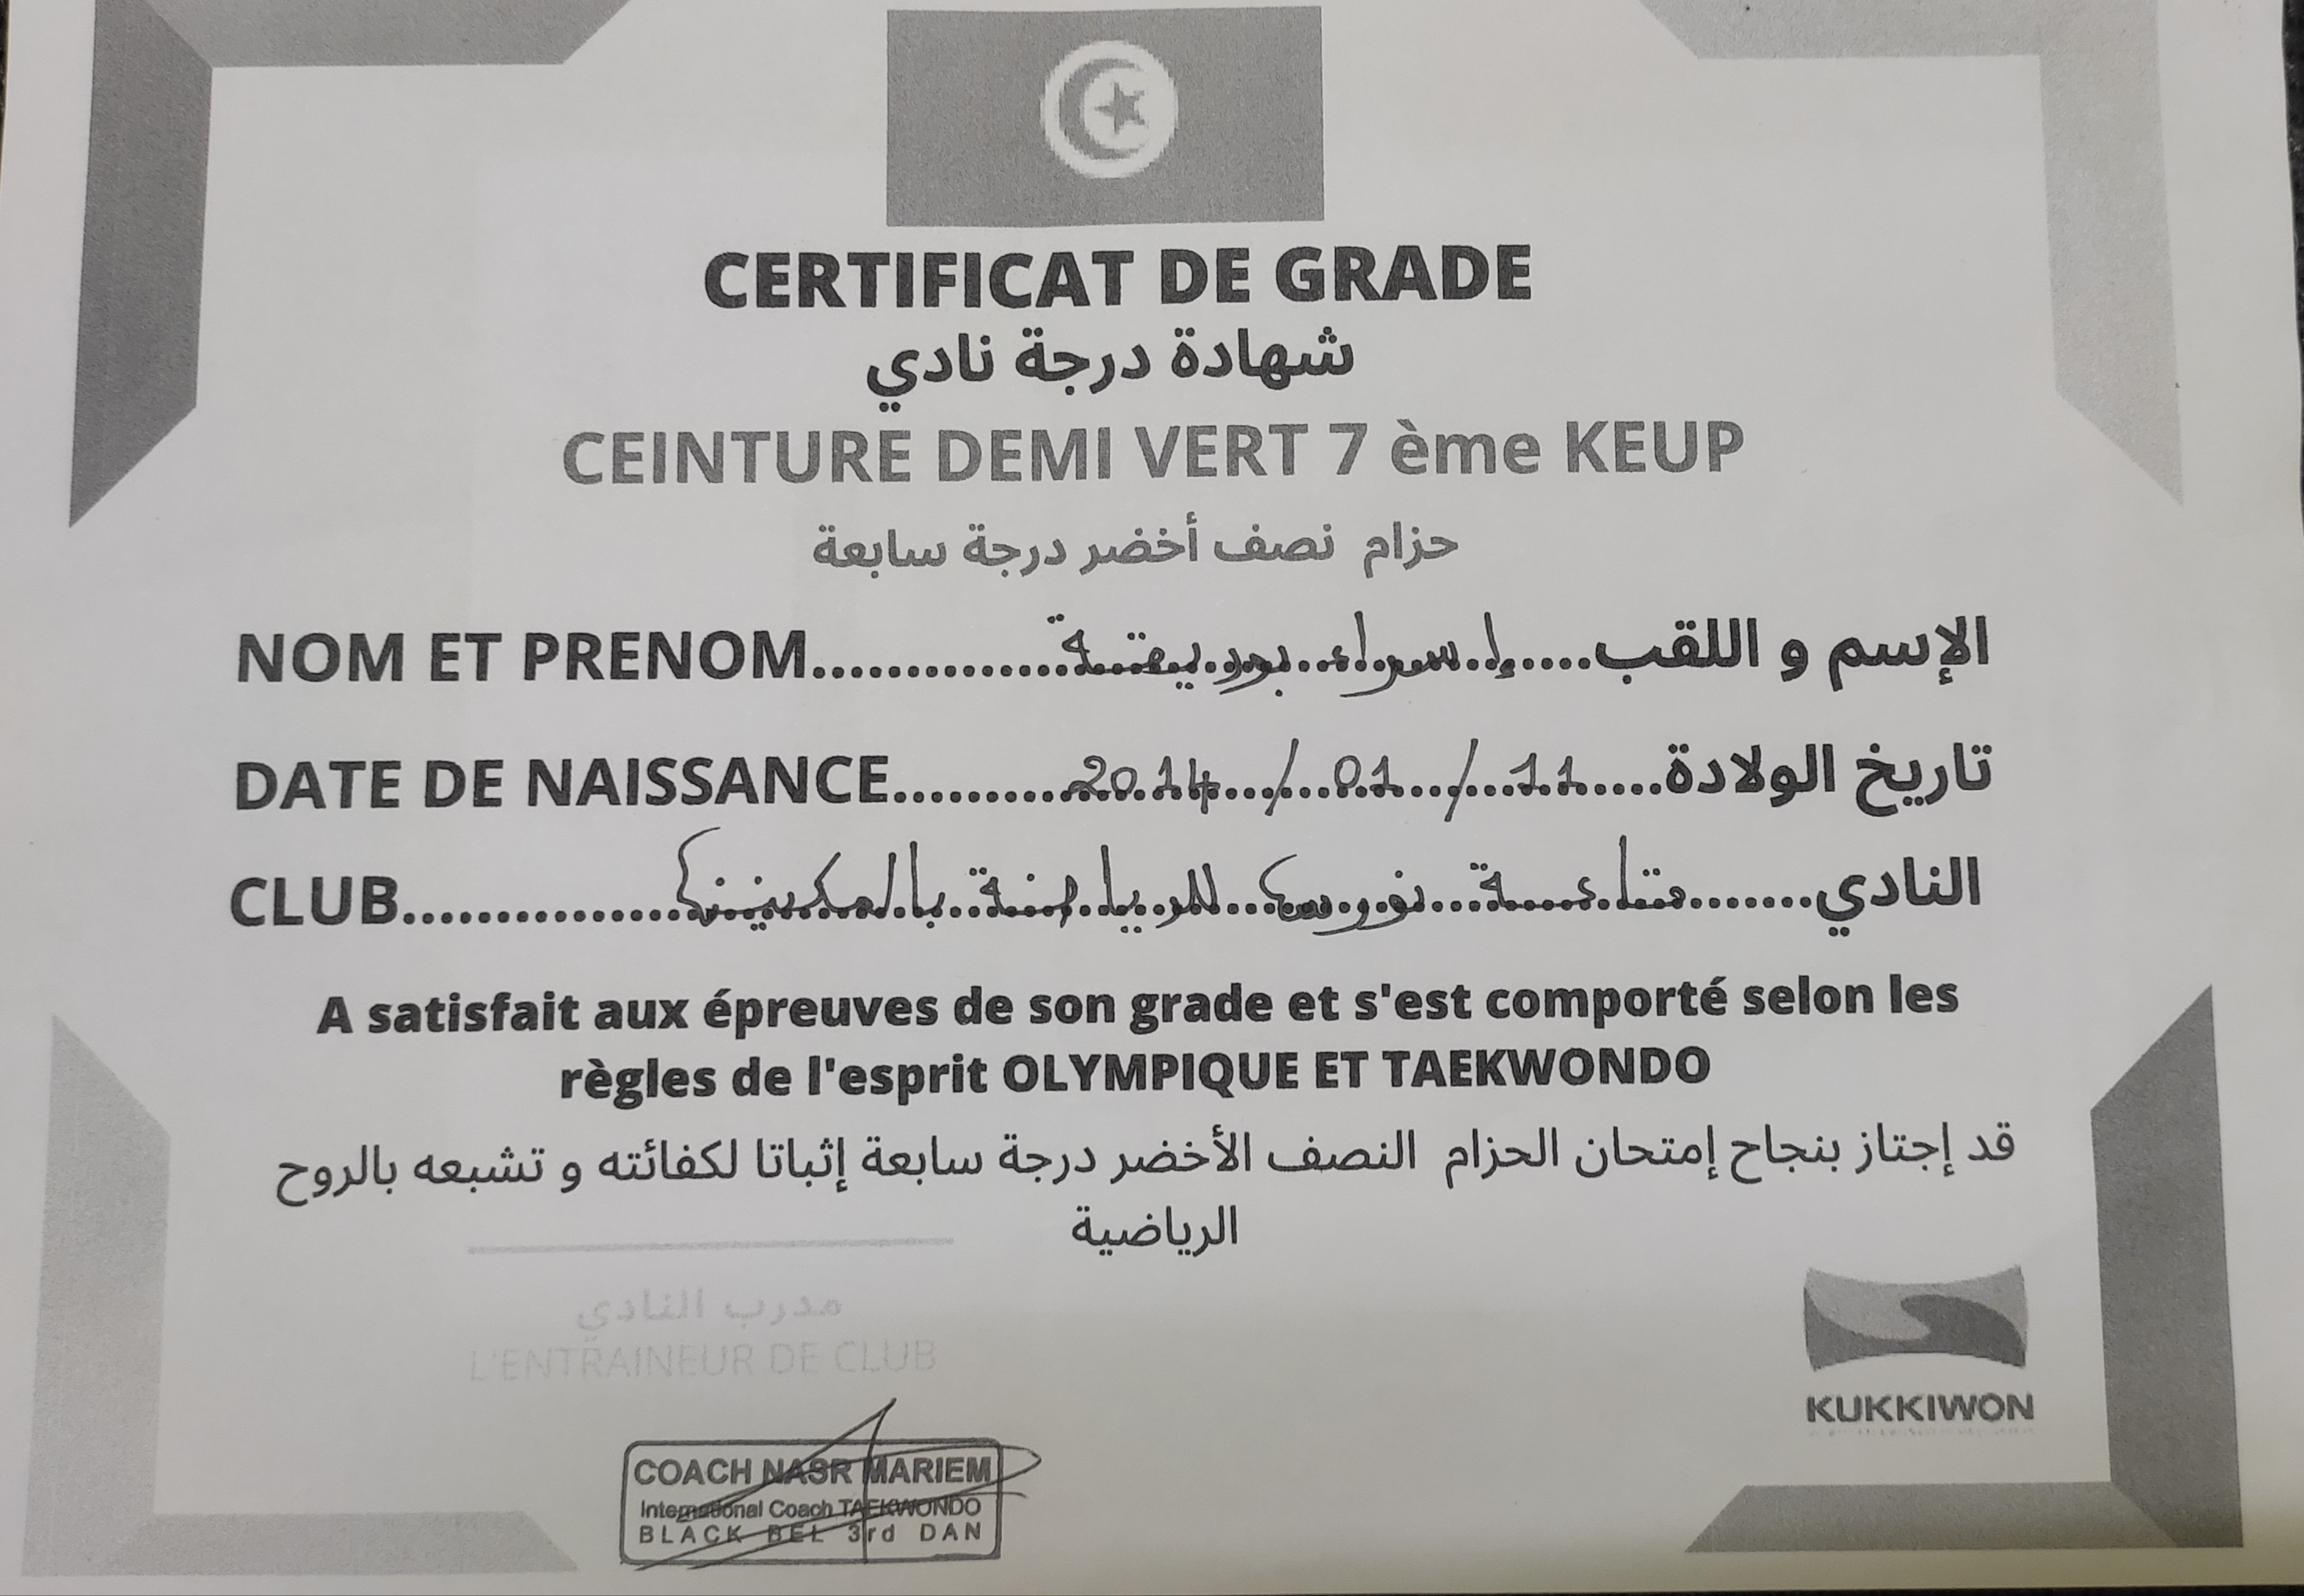 CERTIFICAT DE GRADE
شهادة درجة نادي
CEINTURE DEMI VERT 7 ème KEUP
حزام نصف أخضر درجة سابعة
NOM ET PRENOM..............إسراء بوديقة.....الإسم و اللقب
DATE DE NAISSANCE..........2014/01/11....تاريخ الولادة
CLUB...............قاعة نورس للرياضة بالمكنين.......النادي
A satisfait aux épreuves de son grade et s'est comporté selon les
règles de l'esprit OLYMPIQUE ET TAEKWONDO
قد إجتاز بنجاح إمتحان الحزام النصف الأخضر درجة سابعة إثباتا لكفائته و تشبعه بالروح
الرياضية
مدرب النادي
L'ENTRAINEUR DE CLUB
KUKKIWON
COACH NASR MARIEM
International Coach TAEKWONDO
BLACK BEL 3rd DAN